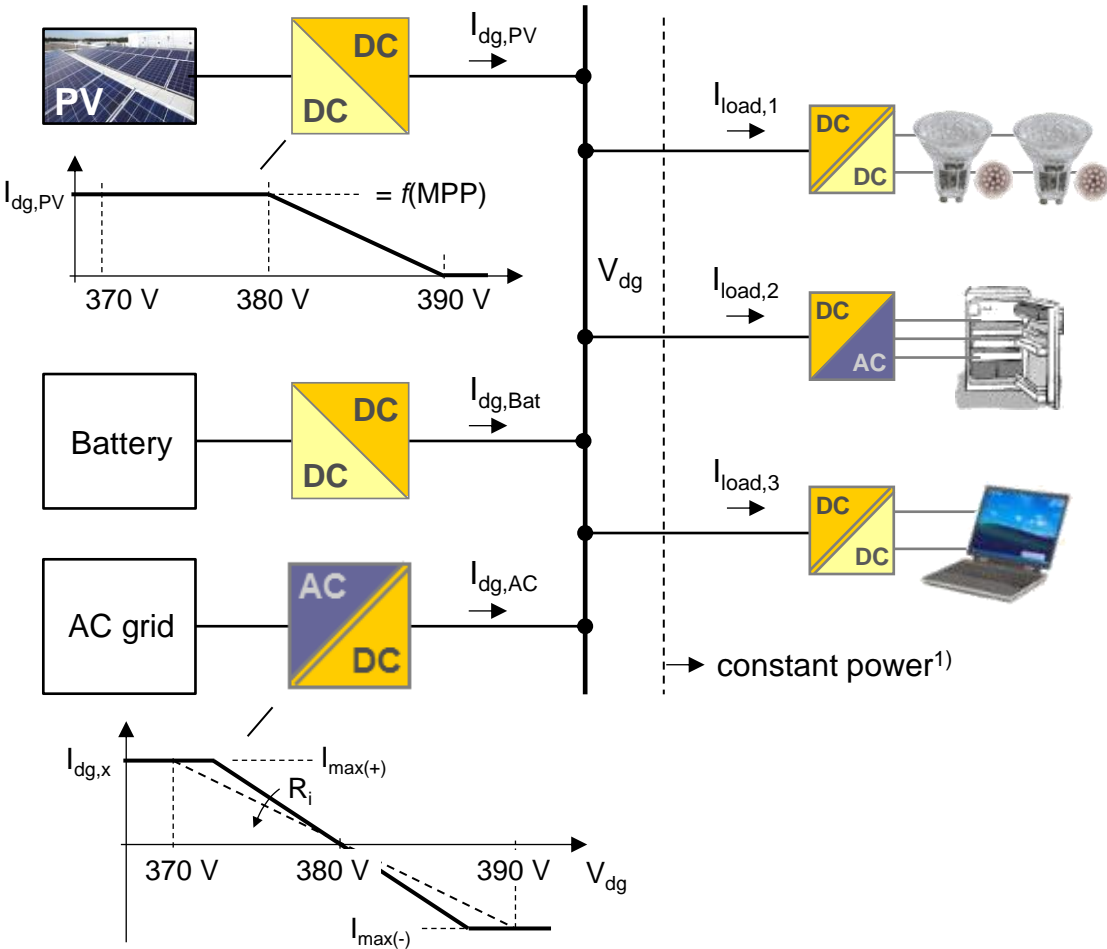 PV
DC
DC
I_dg,PV
I_load,1
DC
DC
I_dg,PV
= f(MPP)
370 V
380 V
390 V
V_dg
I_load,2
DC
AC
Battery
DC
DC
I_dg,Bat
I_load,3
DC
DC
AC grid
AC
DC
I_dg,AC
constant power¹⁾
I_dg,x
I_max(+)
R_i
370 V
380 V
390 V
V_dg
I_max(-)